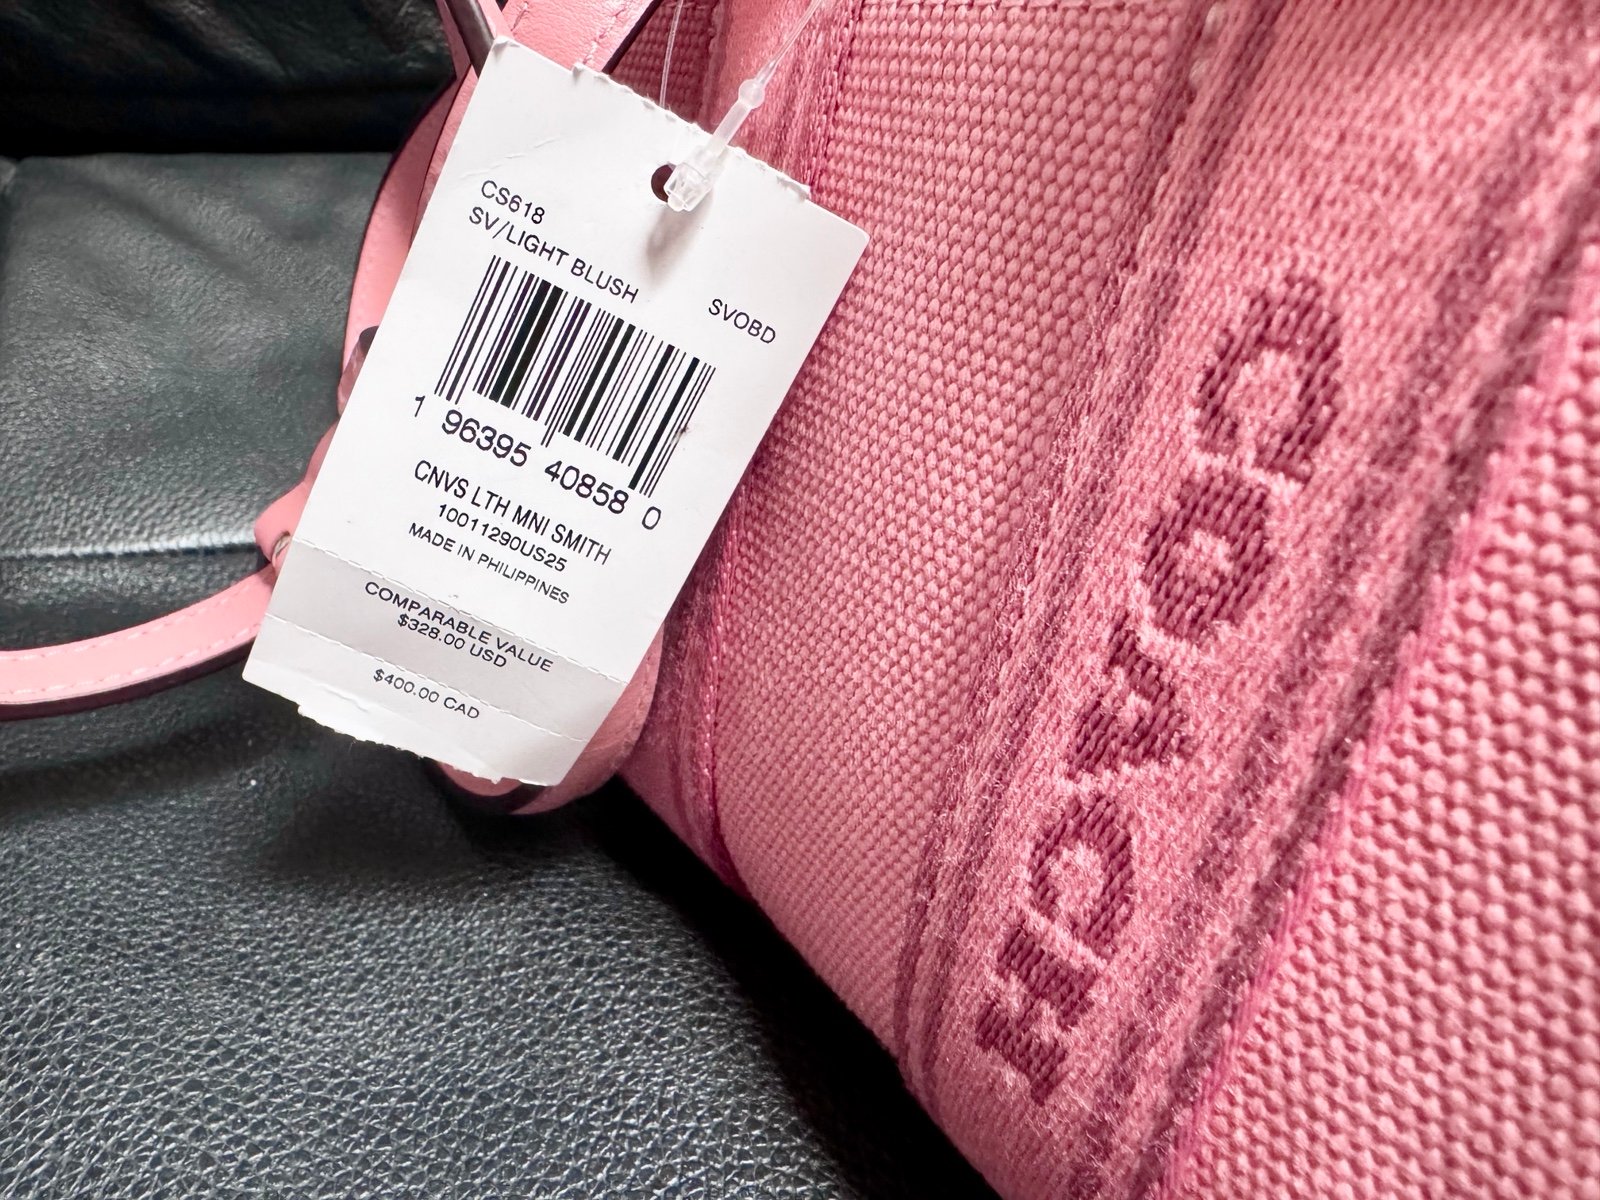 CS618
SV/LIGHT BLUSH
SVOBD
1 96395 40858 0
CNVS LTH MNI SMITH
10011290US25
MADE IN PHILIPPINES
COMPARABLE VALUE
$328.00 USD
$400.00 CAD
COACH